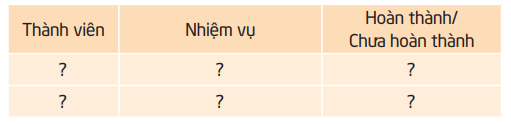 Thành viên Nhiệm vụ Hoàn thành/
Chưa hoàn thành
? ? ?
? ? ?